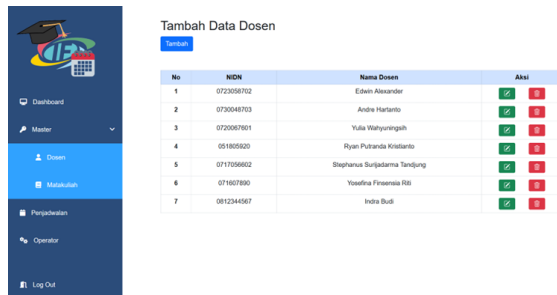 Tambah Data Dosen
Tambah
No NIDN Nama Dosen Aksi
1 0723058702 Edwin Alexander
2 0730048703 Andre Hartanto
3 0720067601 Yulia Wahyuningsih
4 051805920 Ryan Putranda Kristianto
5 0717056602 Stephanus Surijadarma Tandjung
6 071607890 Yosefina Finsensia Riti
7 0812344567 Indra Budi
Dashboard
Master
Dosen
Matakuliah
Penjadwalan
Operator
Log Out